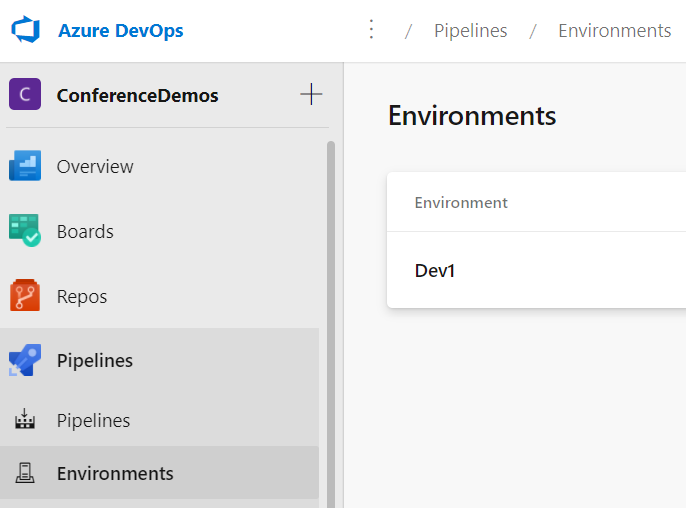 Azure DevOps
⋮ / Pipelines / Environments
C ConferenceDemos +
Overview
Boards
Repos
Pipelines
Pipelines
Environments
Environments
Environment
Dev1